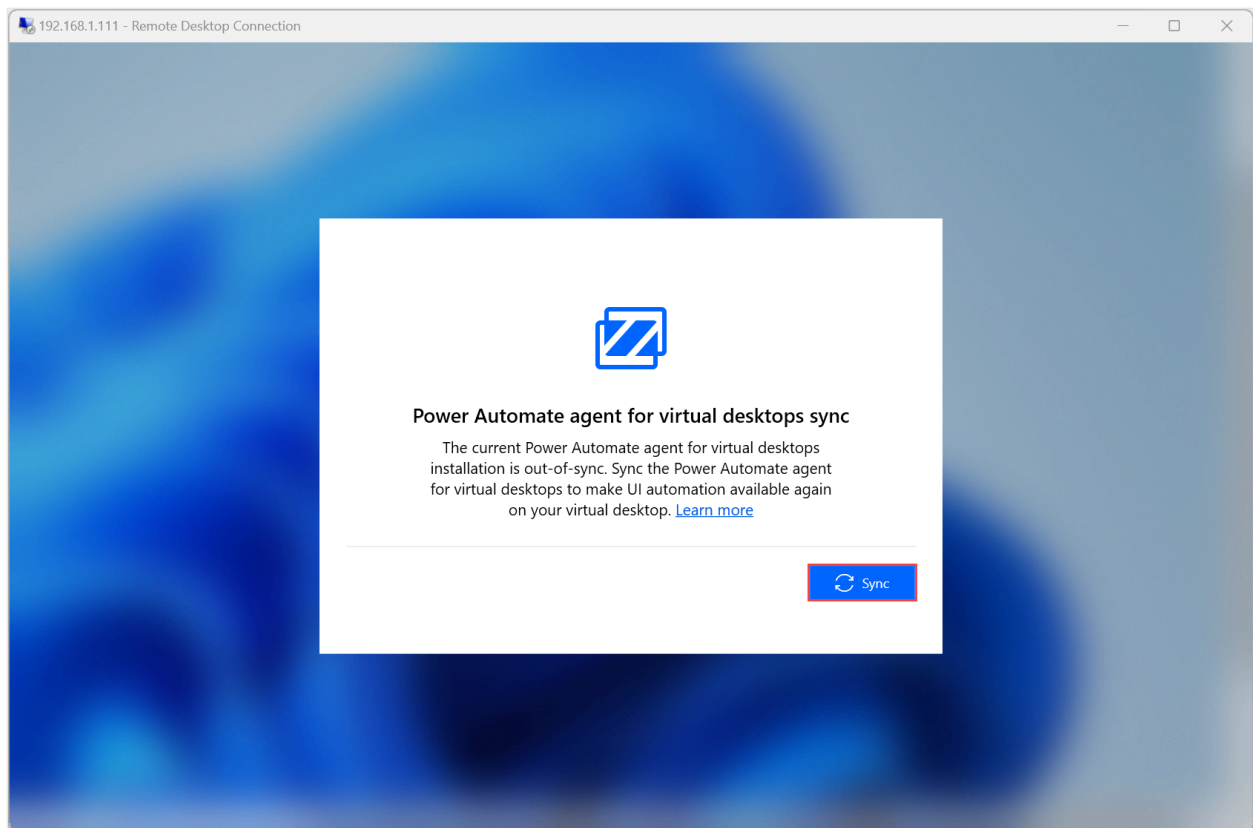 192.168.1.111 - Remote Desktop Connection
Power Automate agent for virtual desktops sync
The current Power Automate agent for virtual desktops
installation is out-of-sync. Sync the Power Automate agent
for virtual desktops to make UI automation available again
on your virtual desktop. Learn more
Sync